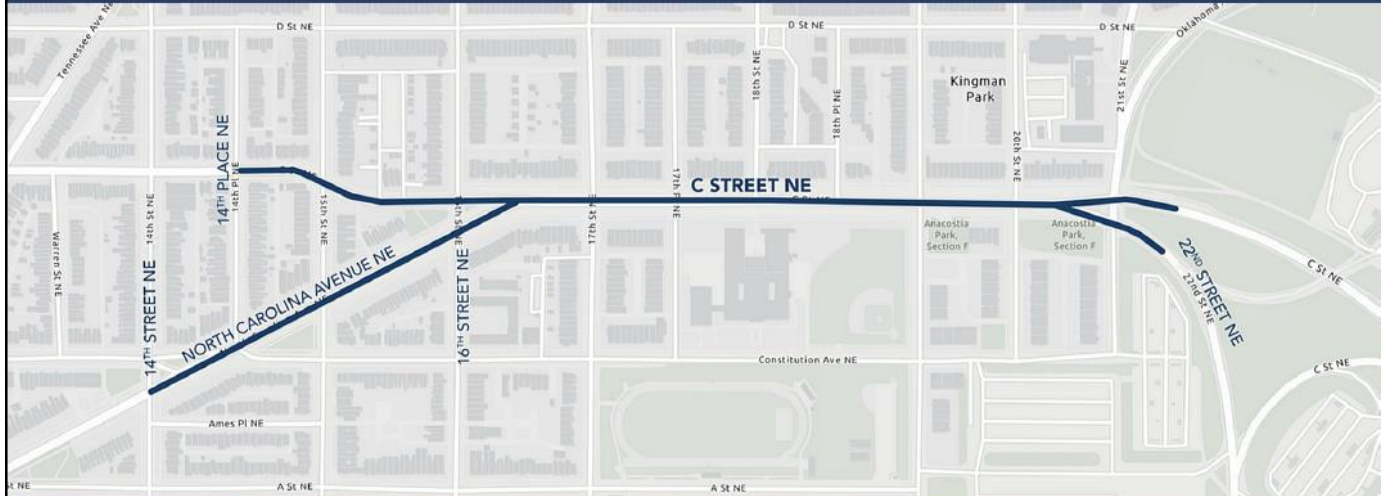 D St NE
D St NE
D St NE
Tennessee Ave NE
Oklahoma
Kingman
Park
18th St NE
18th Pl NE
20th St NE
21st St NE
14TH PLACE NE
14th Pl NE
C STREET NE
14th St NE
15th St NE
17th St NE
17th Pl NE
Warren St NE
Anacostia
Park,
Section F
Anacostia
Park,
Section F
14TH STREET NE
NORTH CAROLINA AVENUE NE
16TH STREET NE
22ND STREET NE
22nd St NE
C St NE
Constitution Ave NE
C St NE
Ames Pl NE
St NE
A St NE
A St NE